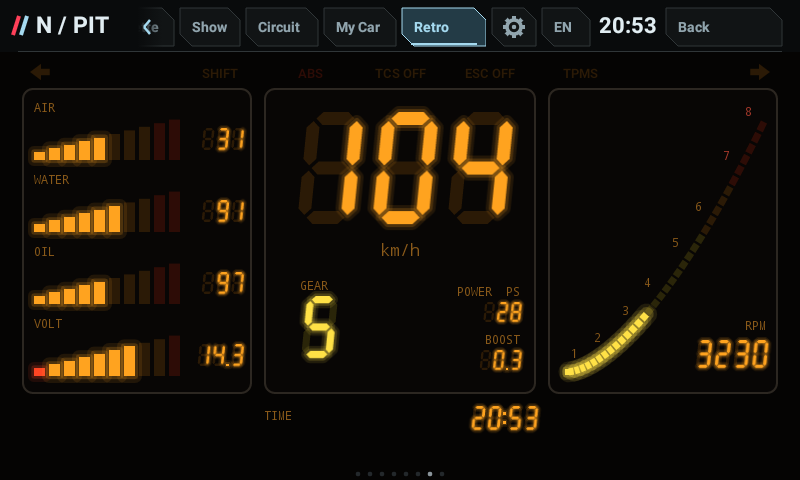 N / PIT
Show
Circuit
My Car
Retro
EN
20:53
Back
SHIFT
ABS
TCS OFF
ESC OFF
TPMS
AIR
31
WATER
91
OIL
97
VOLT
14.3
104
km/h
GEAR
5
POWER PS
28
BOOST
0.3
8
7
6
5
4
3
2
1
RPM
3230
TIME
20:53